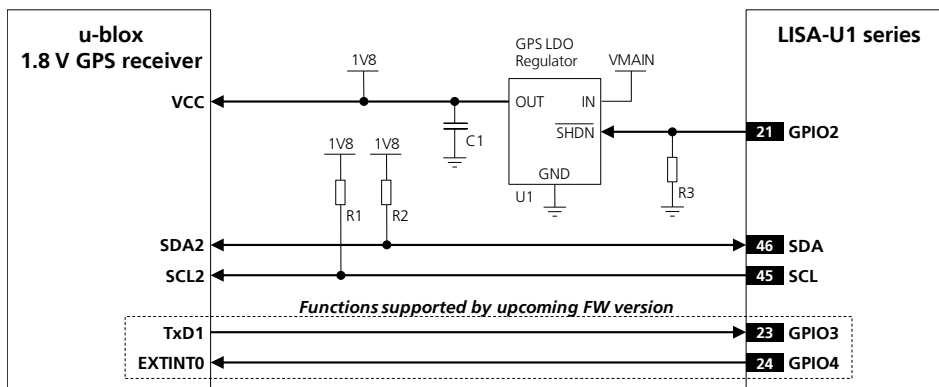 u-blox
1.8 V GPS receiver
LISA-U1 series
GPS LDO
Regulator
1V8
VMAIN
VCC
OUT
IN
SHDN
GND
U1
C1
21 GPIO2
R3
1V8
1V8
R1
R2
SDA2
46 SDA
SCL2
45 SCL
Functions supported by upcoming FW version
TxD1
23 GPIO3
EXTINT0
24 GPIO4